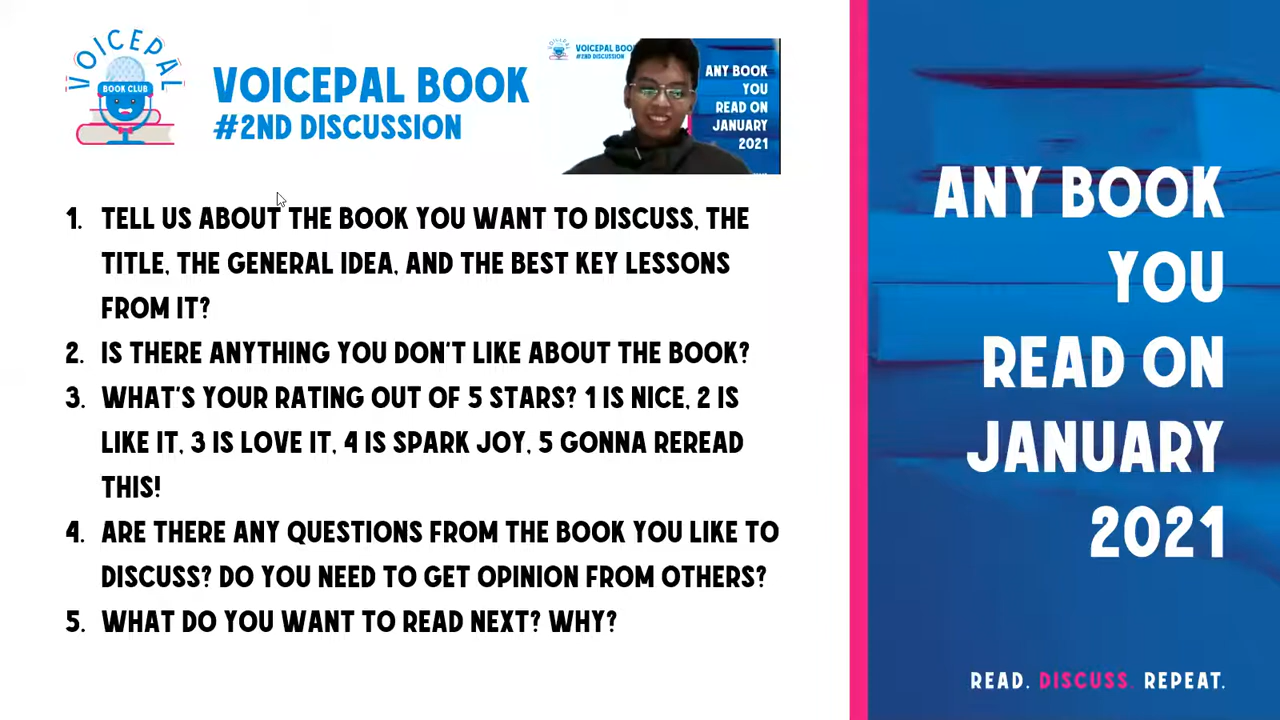 VOICEPAL
BOOK CLUB
VOICEPAL BOOK
#2ND DISCUSSION
VOICEPAL BOO
#2ND DISCUSSION
ANY BOOK
YOU
READ ON
JANUARY
2021
1. TELL US ABOUT THE BOOK YOU WANT TO DISCUSS, THE
TITLE, THE GENERAL IDEA, AND THE BEST KEY LESSONS
FROM IT?
2. IS THERE ANYTHING YOU DON'T LIKE ABOUT THE BOOK?
3. WHAT'S YOUR RATING OUT OF 5 STARS? 1 IS NICE, 2 IS
LIKE IT, 3 IS LOVE IT, 4 IS SPARK JOY, 5 GONNA REREAD
THIS!
4. ARE THERE ANY QUESTIONS FROM THE BOOK YOU LIKE TO
DISCUSS? DO YOU NEED TO GET OPINION FROM OTHERS?
5. WHAT DO YOU WANT TO READ NEXT? WHY?
ANY BOOK
YOU
READ ON
JANUARY
2021
READ. DISCUSS. REPEAT.